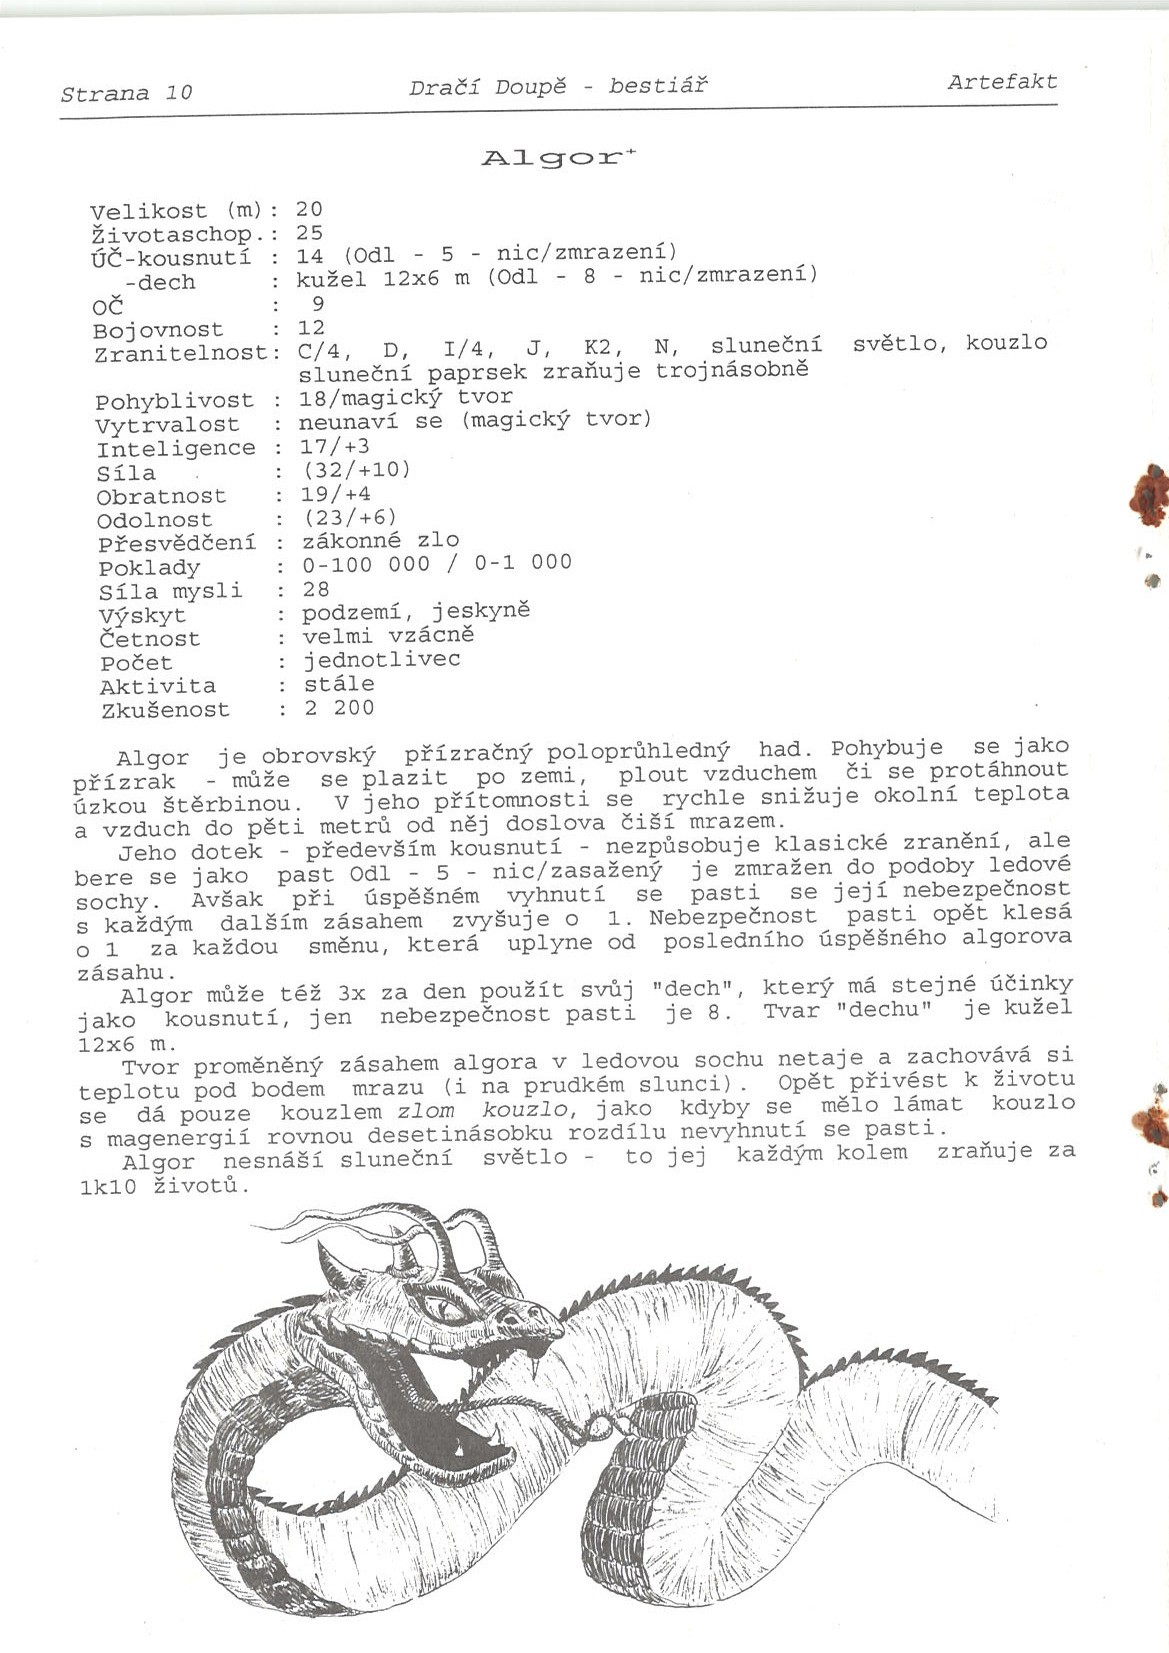 Strana 10 Dračí Doupě - bestiář Artefakt
Algor+
Velikost (m): 20
Životaschop.: 25
ÚČ-kousnutí : 14 (Odl - 5 - nic/zmrazení)
-dech : kužel 12x6 m (Odl - 8 - nic/zmrazení)
OČ : 9
Bojovnost : 12
Zranitelnost: C/4, D, I/4, J, K2, N, sluneční světlo, kouzlo
sluneční paprsek zraňuje trojnásobně
Pohyblivost : 18/magický tvor
Vytrvalost : neunaví se (magický tvor)
Inteligence : 17/+3
Síla : (32/+10)
Obratnost : 19/+4
Odolnost : (23/+6)
Přesvědčení : zákonné zlo
Poklady : 0-100 000 / 0-1 000
Síla mysli : 28
Výskyt : podzemí, jeskyně
Četnost : velmi vzácně
Počet : jednotlivec
Aktivita : stále
Zkušenost : 2 200
Algor je obrovský přízračný poloprůhledný had. Pohybuje se jako
přízrak - může se plazit po zemi, plout vzduchem či se protáhnout
úzkou štěrbinou. V jeho přítomnosti se rychle snižuje okolní teplota
a vzduch do pěti metrů od něj doslova čiší mrazem.
Jeho dotek - především kousnutí - nezpůsobuje klasické zranění, ale
bere se jako past Odl - 5 - nic/zasažený je zmražen do podoby ledové
sochy. Avšak při úspěšném vyhnutí se pasti se její nebezpečnost
s každým dalším zásahem zvyšuje o 1. Nebezpečnost pasti opět klesá
o 1 za každou směnu, která uplyne od posledního úspěšného algorova
zásahu.
Algor může též 3x za den použít svůj "dech", který má stejné účinky
jako kousnutí, jen nebezpečnost pasti je 8. Tvar "dechu" je kužel
12x6 m.
Tvor proměněný zásahem algora v ledovou sochu netaje a zachovává si
teplotu pod bodem mrazu (i na prudkém slunci). Opět přivést k životu
se dá pouze kouzlem zlom kouzlo, jako kdyby se mělo lámat kouzlo
s magenergií rovnou desetinásobku rozdílu nevyhnutí se pasti.
Algor nesnáší sluneční světlo - to jej každým kolem zraňuje za
1k10 životů.